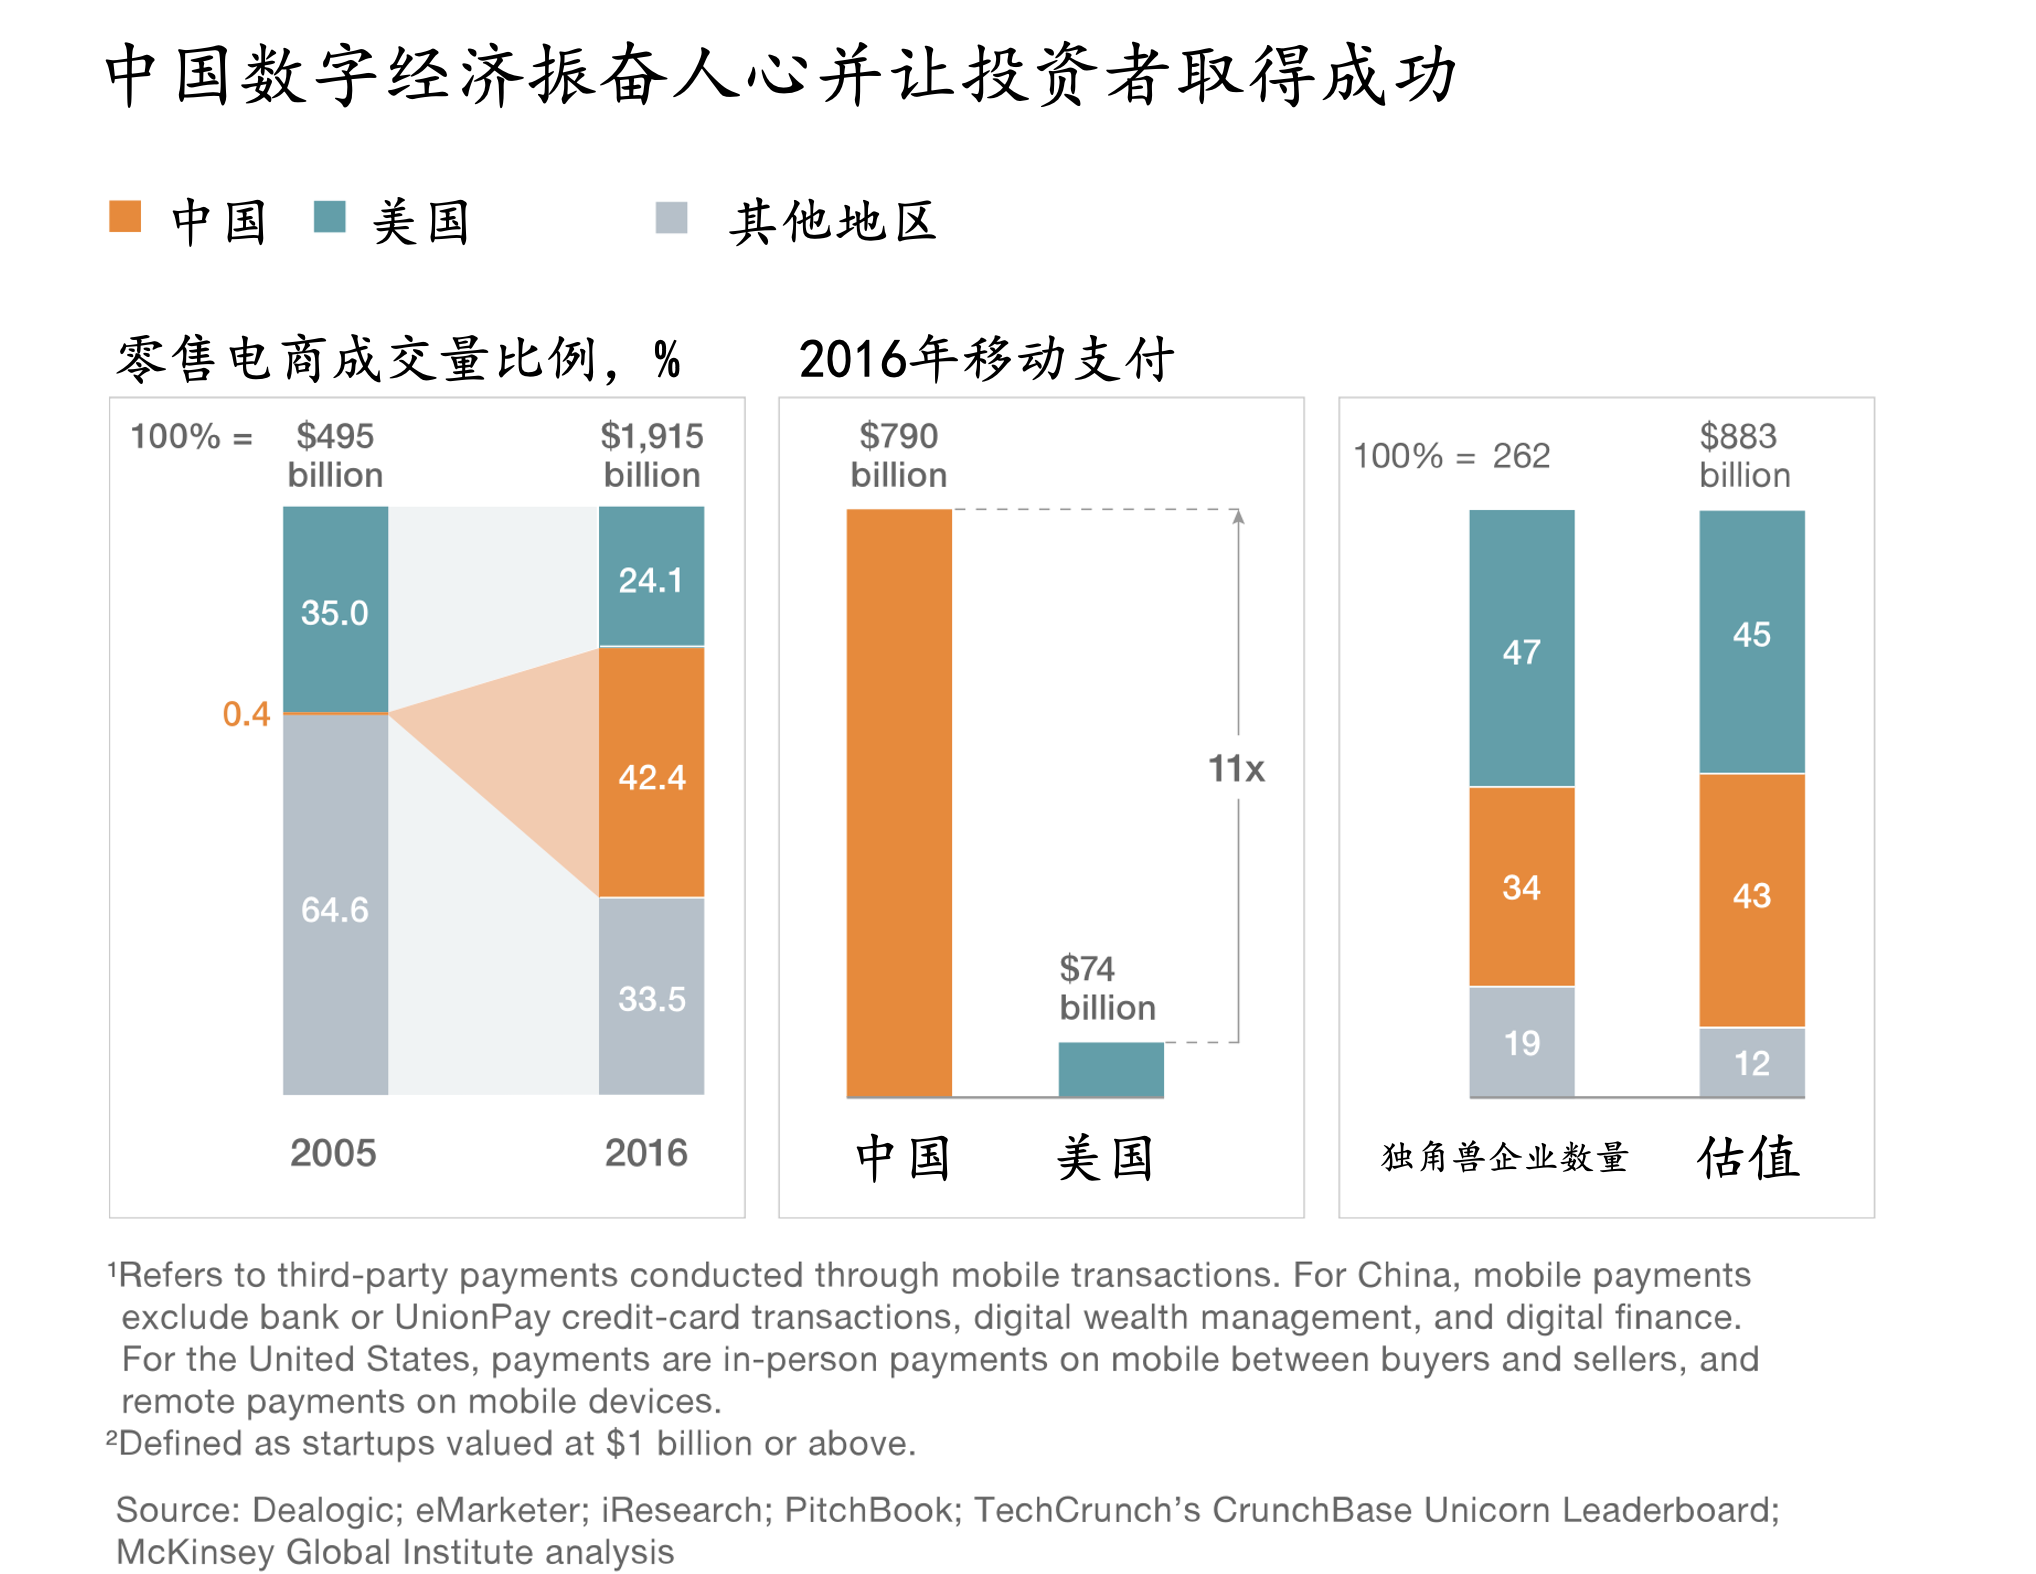 中国数字经济振奋人心并让投资者取得成功
中国 美国 其他地区
零售电商成交量比例，%
100% = $495 billion $1,915 billion
35.0
24.1
0.4
42.4
64.6
33.5
2005 2016
2016年移动支付
$790
billion
11x
$74
billion
中国 美国
100% = 262
$883
billion
47
45
34
43
19
12
独角兽企业数量 估值
¹Refers to third-party payments conducted through mobile transactions. For China, mobile payments
exclude bank or UnionPay credit-card transactions, digital wealth management, and digital finance.
For the United States, payments are in-person payments on mobile between buyers and sellers, and
remote payments on mobile devices.
²Defined as startups valued at $1 billion or above.
Source: Dealogic; eMarketer; iResearch; PitchBook; TechCrunch’s CrunchBase Unicorn Leaderboard;
McKinsey Global Institute analysis